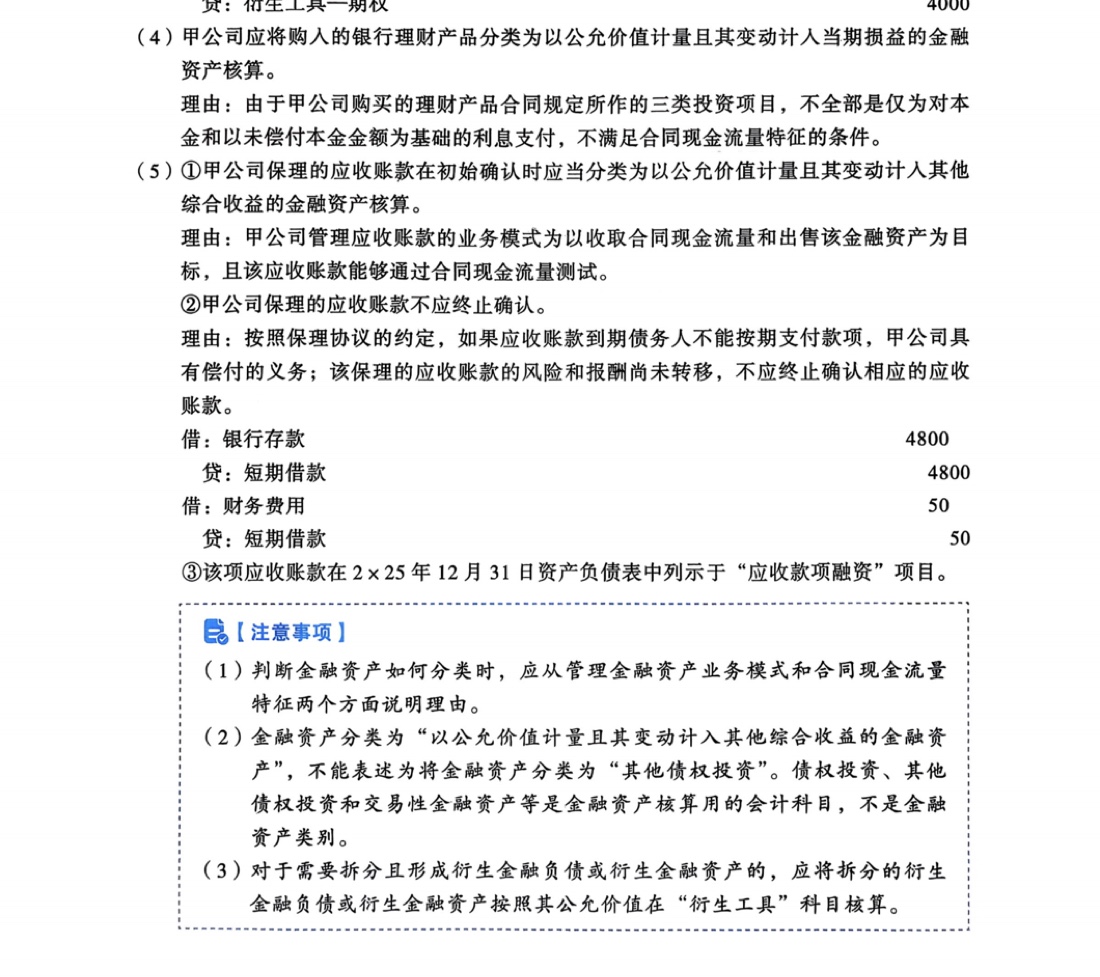 贷：衍生工具—期权 4000
（4）甲公司应将购入的银行理财产品分类为以公允价值计量且其变动计入当期损益的金融
资产核算。
理由：由于甲公司购买的理财产品合同规定所作的三类投资项目，不全部是仅为对本
金和以未偿付本金金额为基础的利息支付，不满足合同现金流量特征的条件。
（5）①甲公司保理的应收账款在初始确认时应当分类为以公允价值计量且其变动计入其他
综合收益的金融资产核算。
理由：甲公司管理应收账款的业务模式为以收取合同现金流量和出售该金融资产为目
标，且该应收账款能够通过合同现金流量测试。
②甲公司保理的应收账款不应终止确认。
理由：按照保理协议的约定，如果应收账款到期债务人不能按期支付款项，甲公司具
有偿付的义务；该保理的应收账款的风险和报酬尚未转移，不应终止确认相应的应收
账款。
借：银行存款 4800
贷：短期借款 4800
借：财务费用 50
贷：短期借款 50
③该项应收账款在 2×25 年 12 月 31 日资产负债表中列示于“应收款项融资”项目。
【注意事项】
（1）判断金融资产如何分类时，应从管理金融资产业务模式和合同现金流量
特征两个方面说明理由。
（2）金融资产分类为“以公允价值计量且其变动计入其他综合收益的金融资
产”，不能表述为将金融资产分类为“其他债权投资”。债权投资、其他
债权投资和交易性金融资产等是金融资产核算用的会计科目，不是金融
资产类别。
（3）对于需要拆分且形成衍生金融负债或衍生金融资产的，应将拆分的衍生
金融负债或衍生金融资产按照其公允价值在“衍生工具”科目核算。